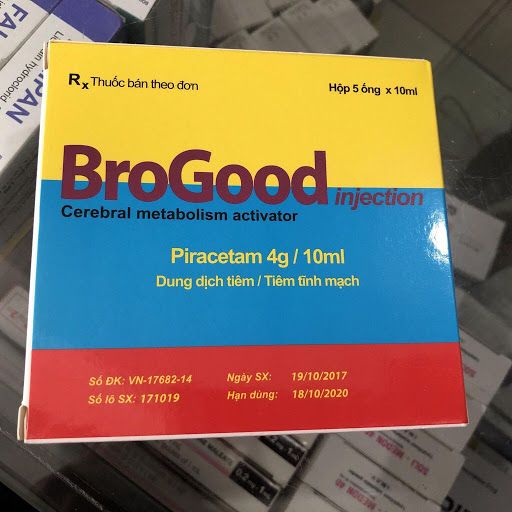 Rx Thuốc bán theo đơn
Hộp 5 ống x 10ml
BroGood injection
Cerebral metabolism activator
Piracetam 4g / 10ml
Dung dịch tiêm / Tiêm tĩnh mạch
Số ĐK: VN-17682-14
Ngày SX: 19/10/2017
Số lô SX: 171019
Hạn dùng: 18/10/2020